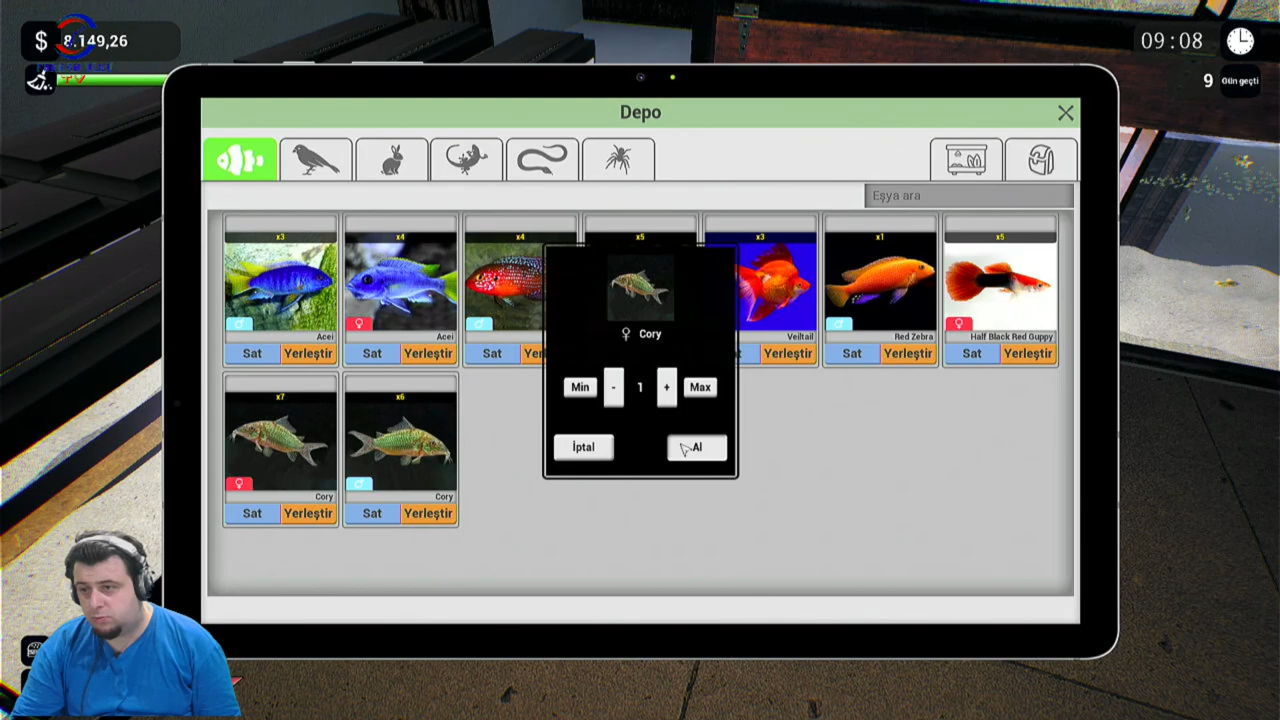 $ 8.149,26
09:08
9 Gün geçti
Depo
Eşya ara
x3
x4
x4
x5
x3
x1
x5
Acei
Acei
Veiltail
Red Zebra
Half Black Red Guppy
Sat Yerleştir
Sat Yerleştir
Sat
Yerleştir
Sat Yerleştir
Sat Yerleştir
♀ Cory
Min - 1 + Max
İptal
Al
x7
x6
Cory
Cory
Sat Yerleştir
Sat Yerleştir